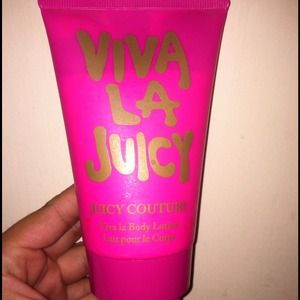 VIVA
LA
JUICY
JUICY COUTURE
Viva la Body Lotion
Lait pour le Corps